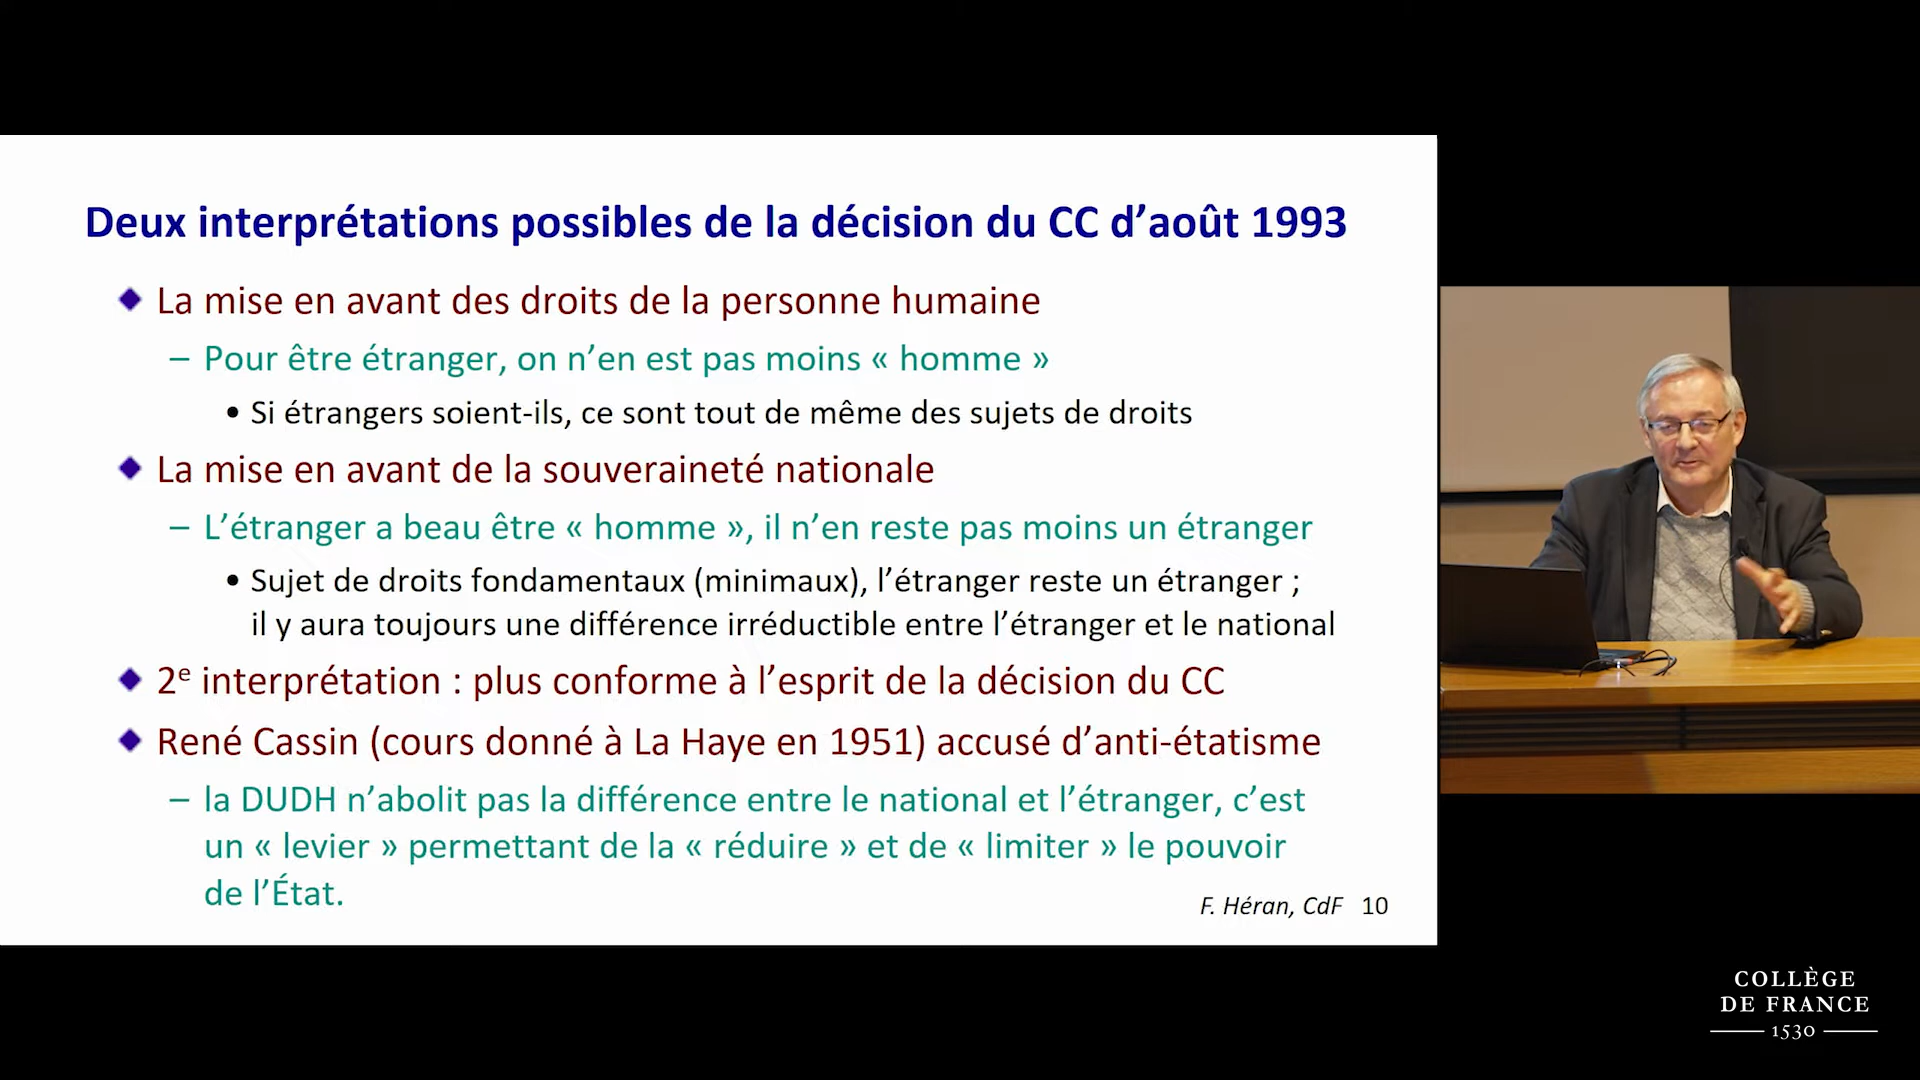 Deux interprétations possibles de la décision du CC d’août 1993
La mise en avant des droits de la personne humaine
– Pour être étranger, on n’en est pas moins « homme »
• Si étrangers soient-ils, ce sont tout de même des sujets de droits
La mise en avant de la souveraineté nationale
– L’étranger a beau être « homme », il n’en reste pas moins un étranger
• Sujet de droits fondamentaux (minimaux), l’étranger reste un étranger ;
il y aura toujours une différence irréductible entre l’étranger et le national
2e interprétation : plus conforme à l’esprit de la décision du CC
René Cassin (cours donné à La Haye en 1951) accusé d’anti-étatisme
– la DUDH n’abolit pas la différence entre le national et l’étranger, c’est
un « levier » permettant de la « réduire » et de « limiter » le pouvoir
de l’État.
F. Héran, CdF 10
COLLÈGE
DE FRANCE
1530